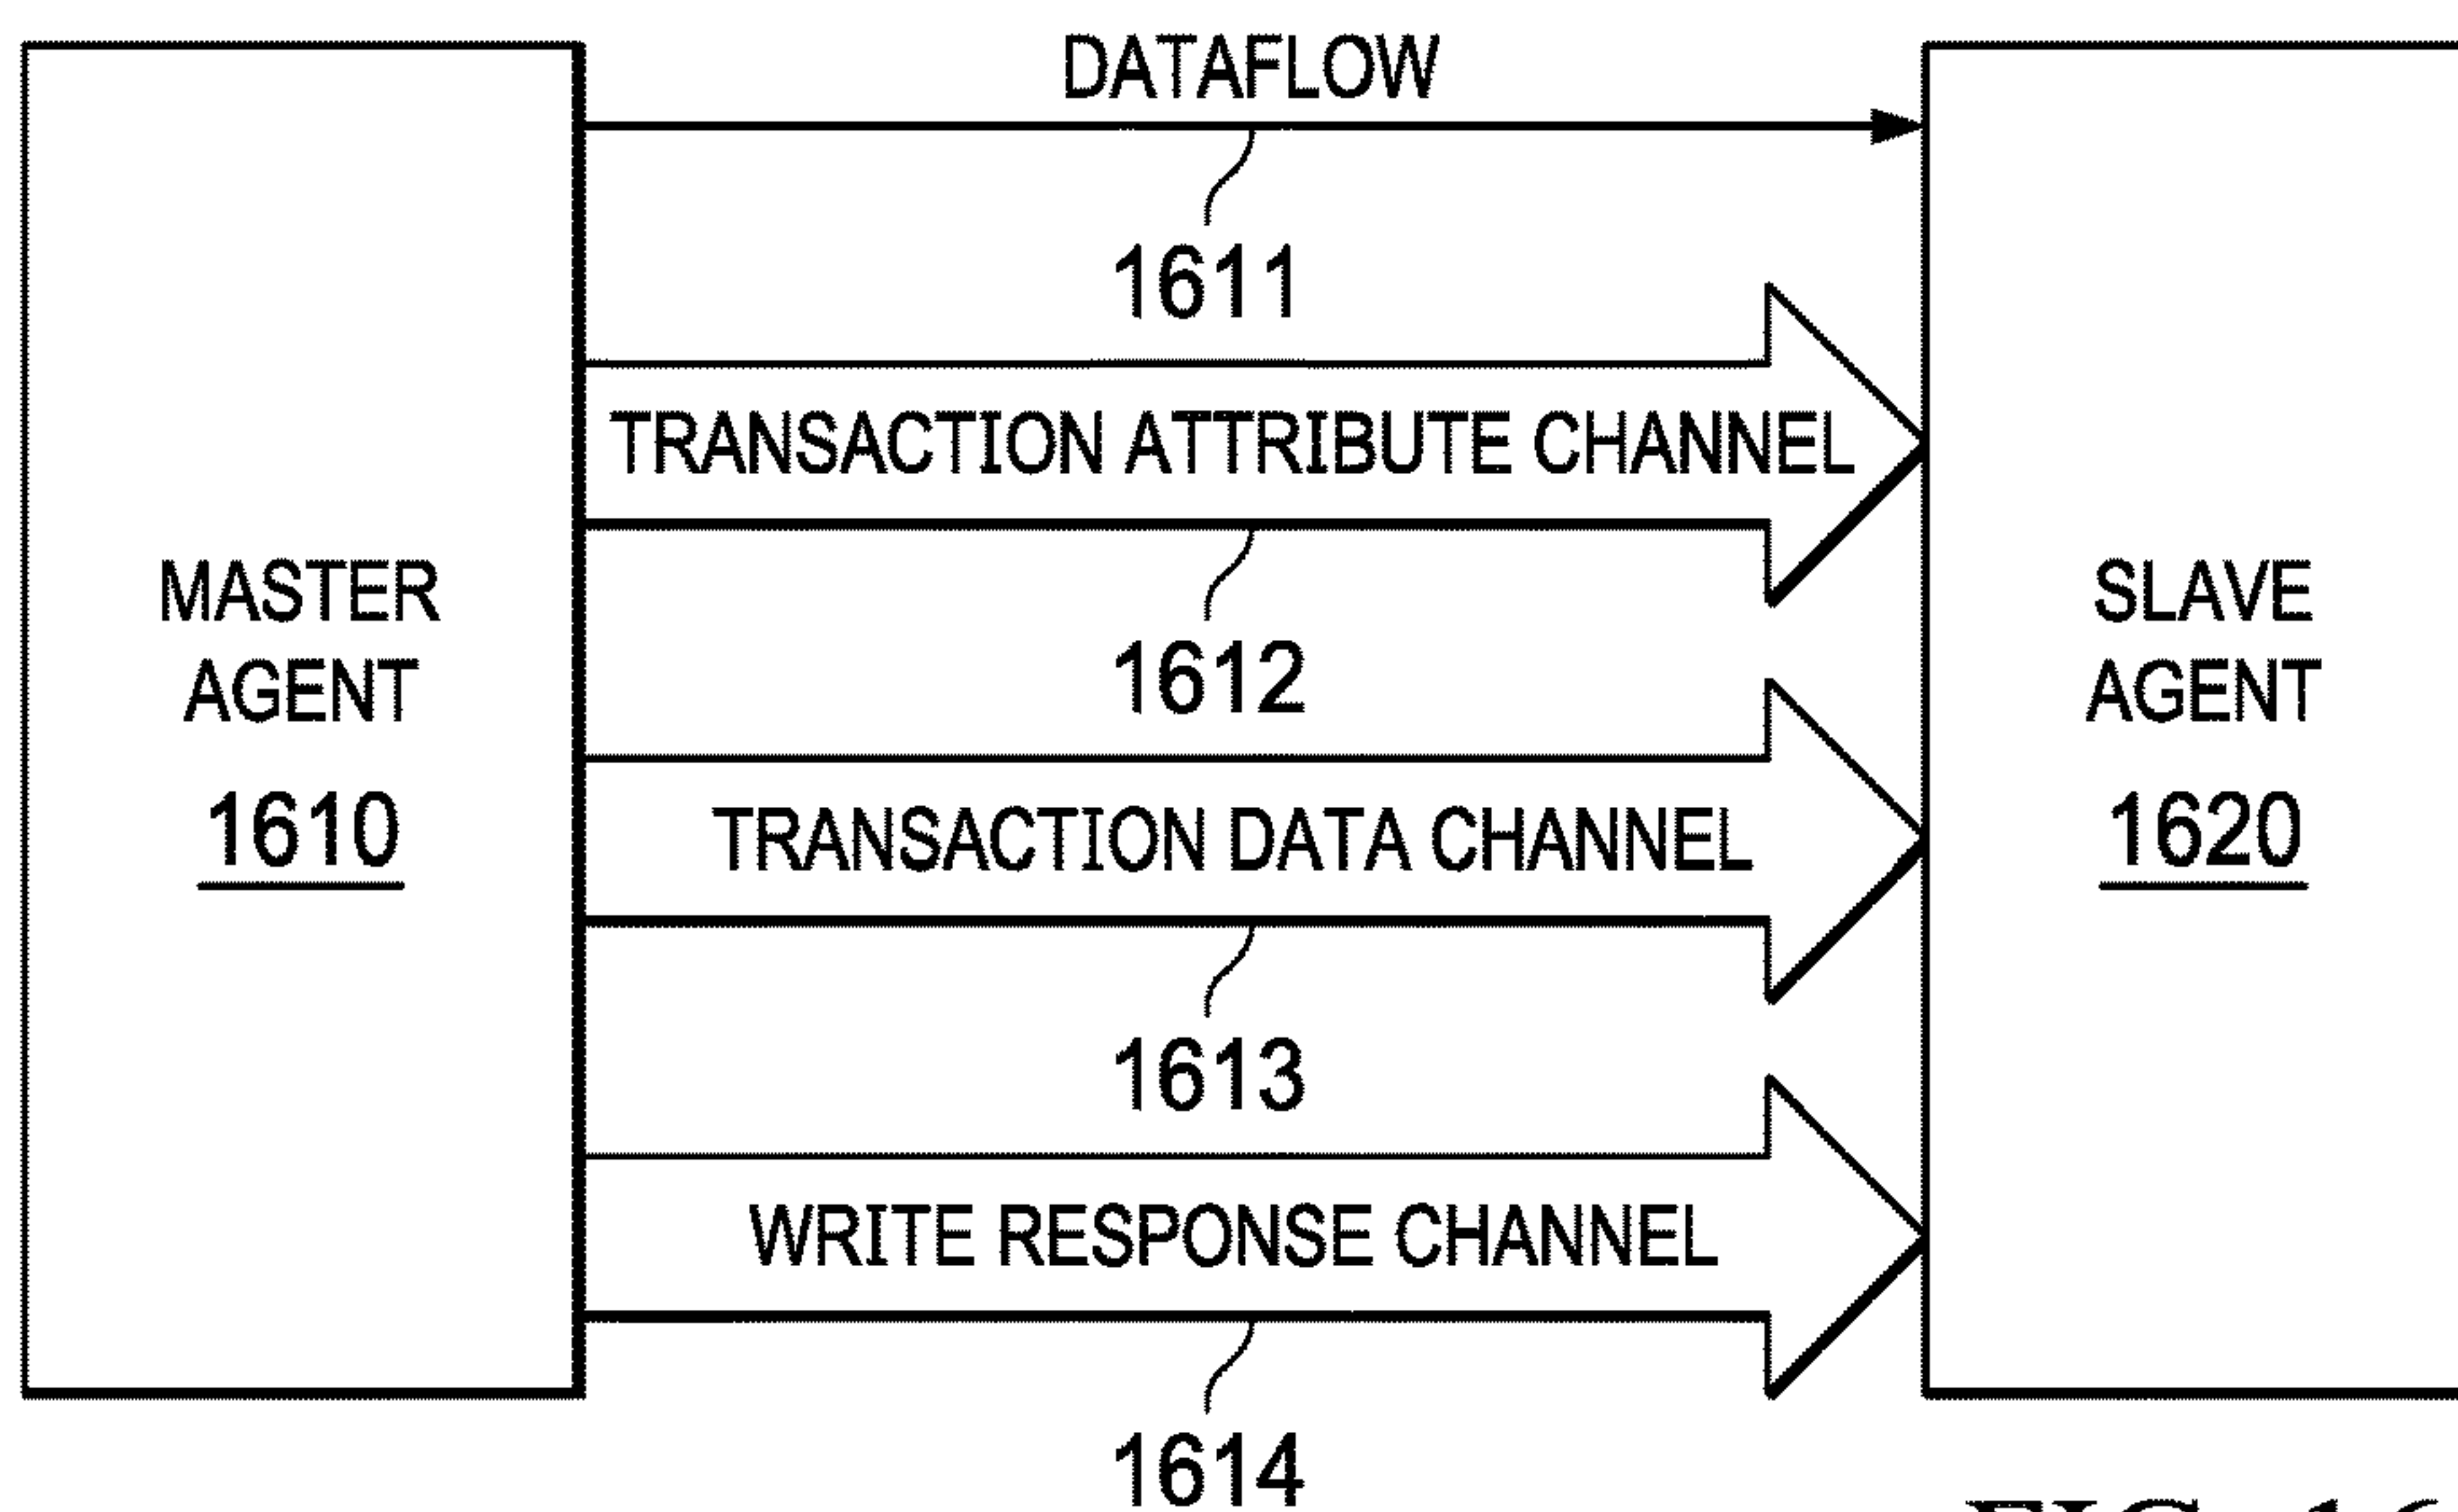 DATAFLOW
1611
TRANSACTION ATTRIBUTE CHANNEL
1612
MASTER
AGENT
1610
SLAVE
AGENT
1620
TRANSACTION DATA CHANNEL
1613
WRITE RESPONSE CHANNEL
1614